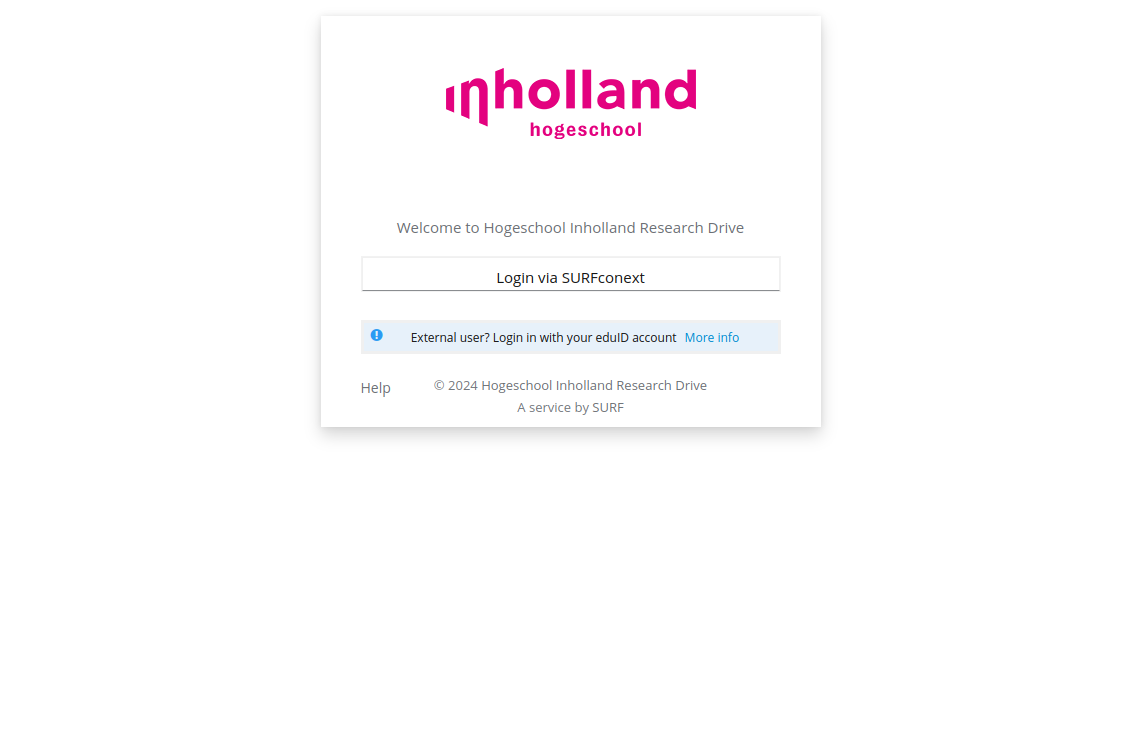 inholland
hogeschool
Welcome to Hogeschool Inholland Research Drive
Login via SURFconext
External user? Login in with your eduID account More info
Help
© 2024 Hogeschool Inholland Research Drive
A service by SURF